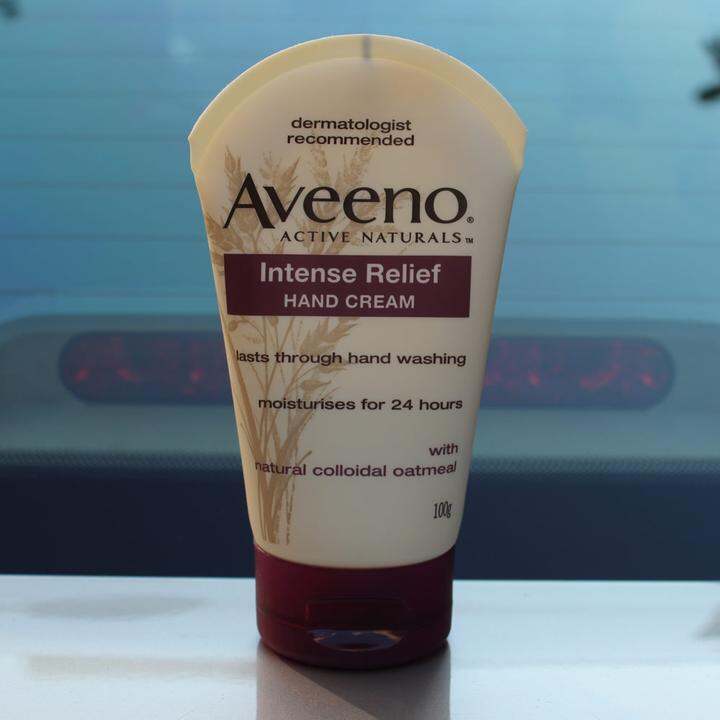 dermatologist
recommended
Aveeno®
ACTIVE NATURALS™
Intense Relief
HAND CREAM
lasts through hand washing
moisturises for 24 hours
with
natural colloidal oatmeal
100g